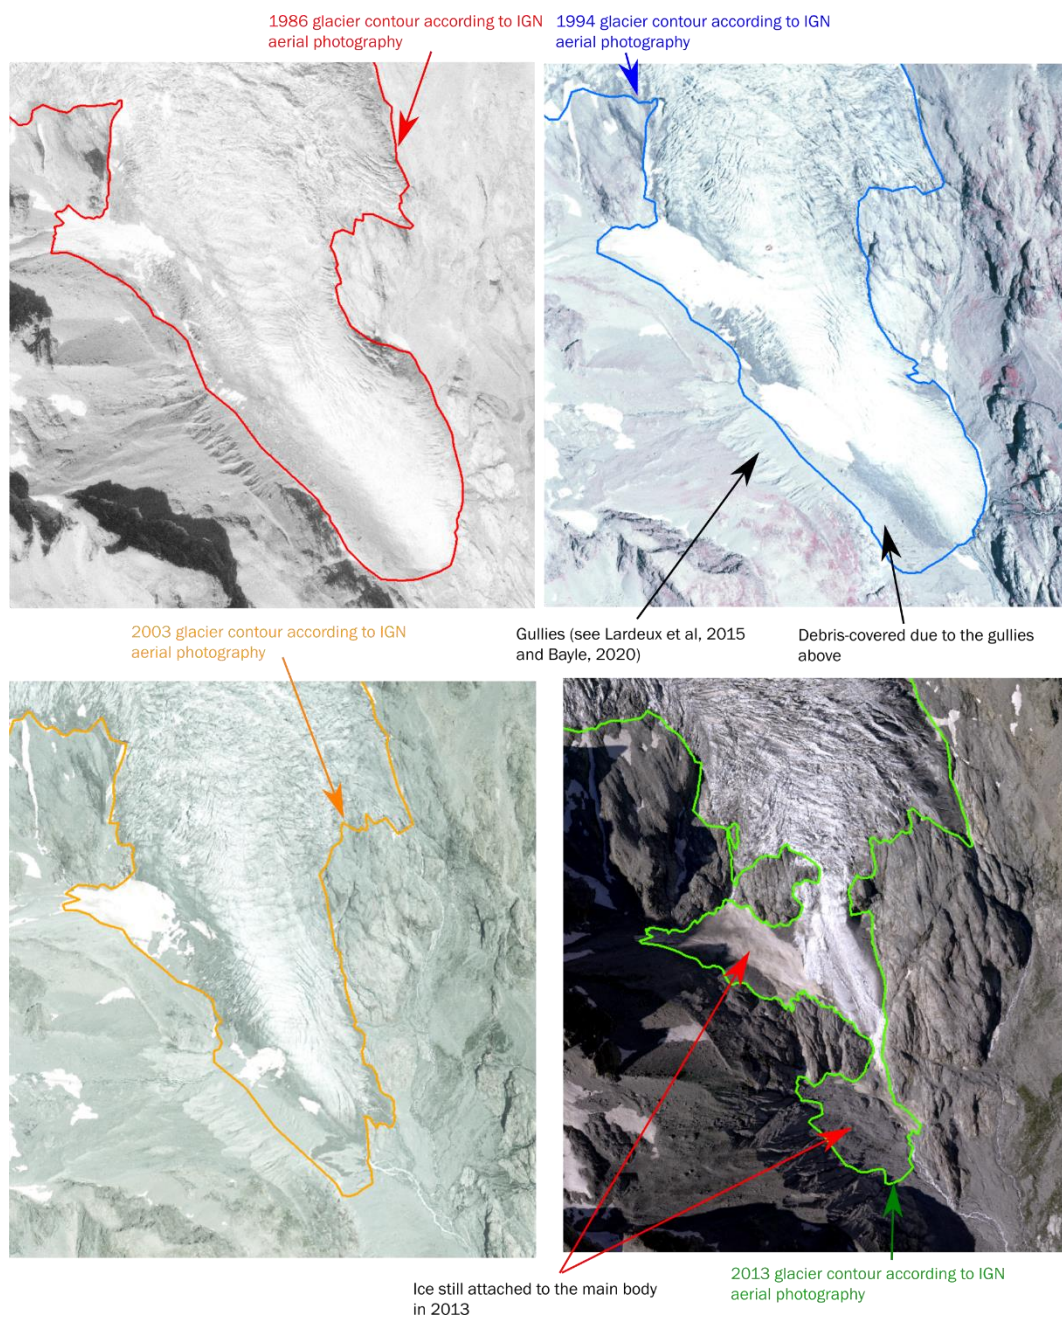 1986 glacier contour according to IGN
aerial photography
1994 glacier contour according to IGN
aerial photography
2003 glacier contour according to IGN
aerial photography
Gullies (see Lardeux et al, 2015
and Bayle, 2020)
Debris-covered due to the gullies
above
Ice still attached to the main body
in 2013
2013 glacier contour according to IGN
aerial photography